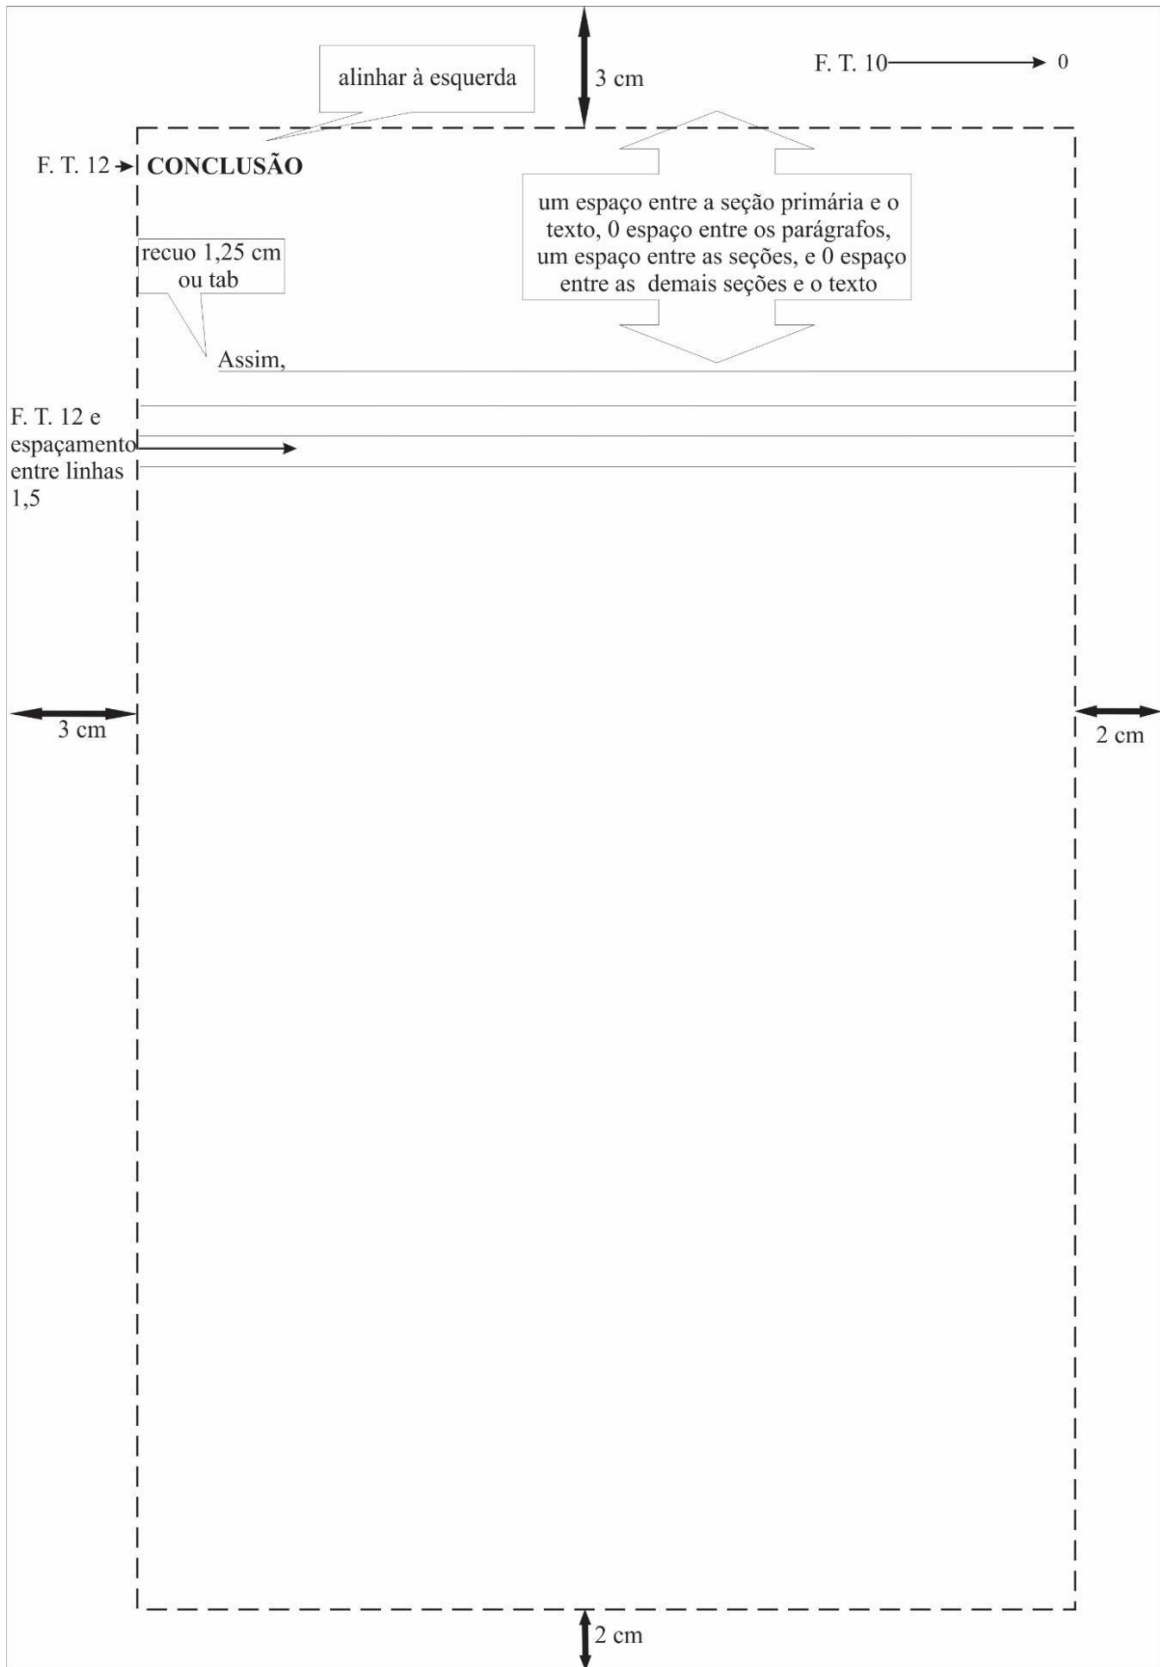 alinhar à esquerda
3 cm
F. T. 10
0
F. T. 12
CONCLUSÃO
um espaço entre a seção primária e o
texto, 0 espaço entre os parágrafos,
um espaço entre as seções, e 0 espaço
entre as demais seções e o texto
recuo 1,25 cm
ou tab
Assim,
F. T. 12 e
espaçamento
entre linhas
1,5
3 cm
2 cm
2 cm